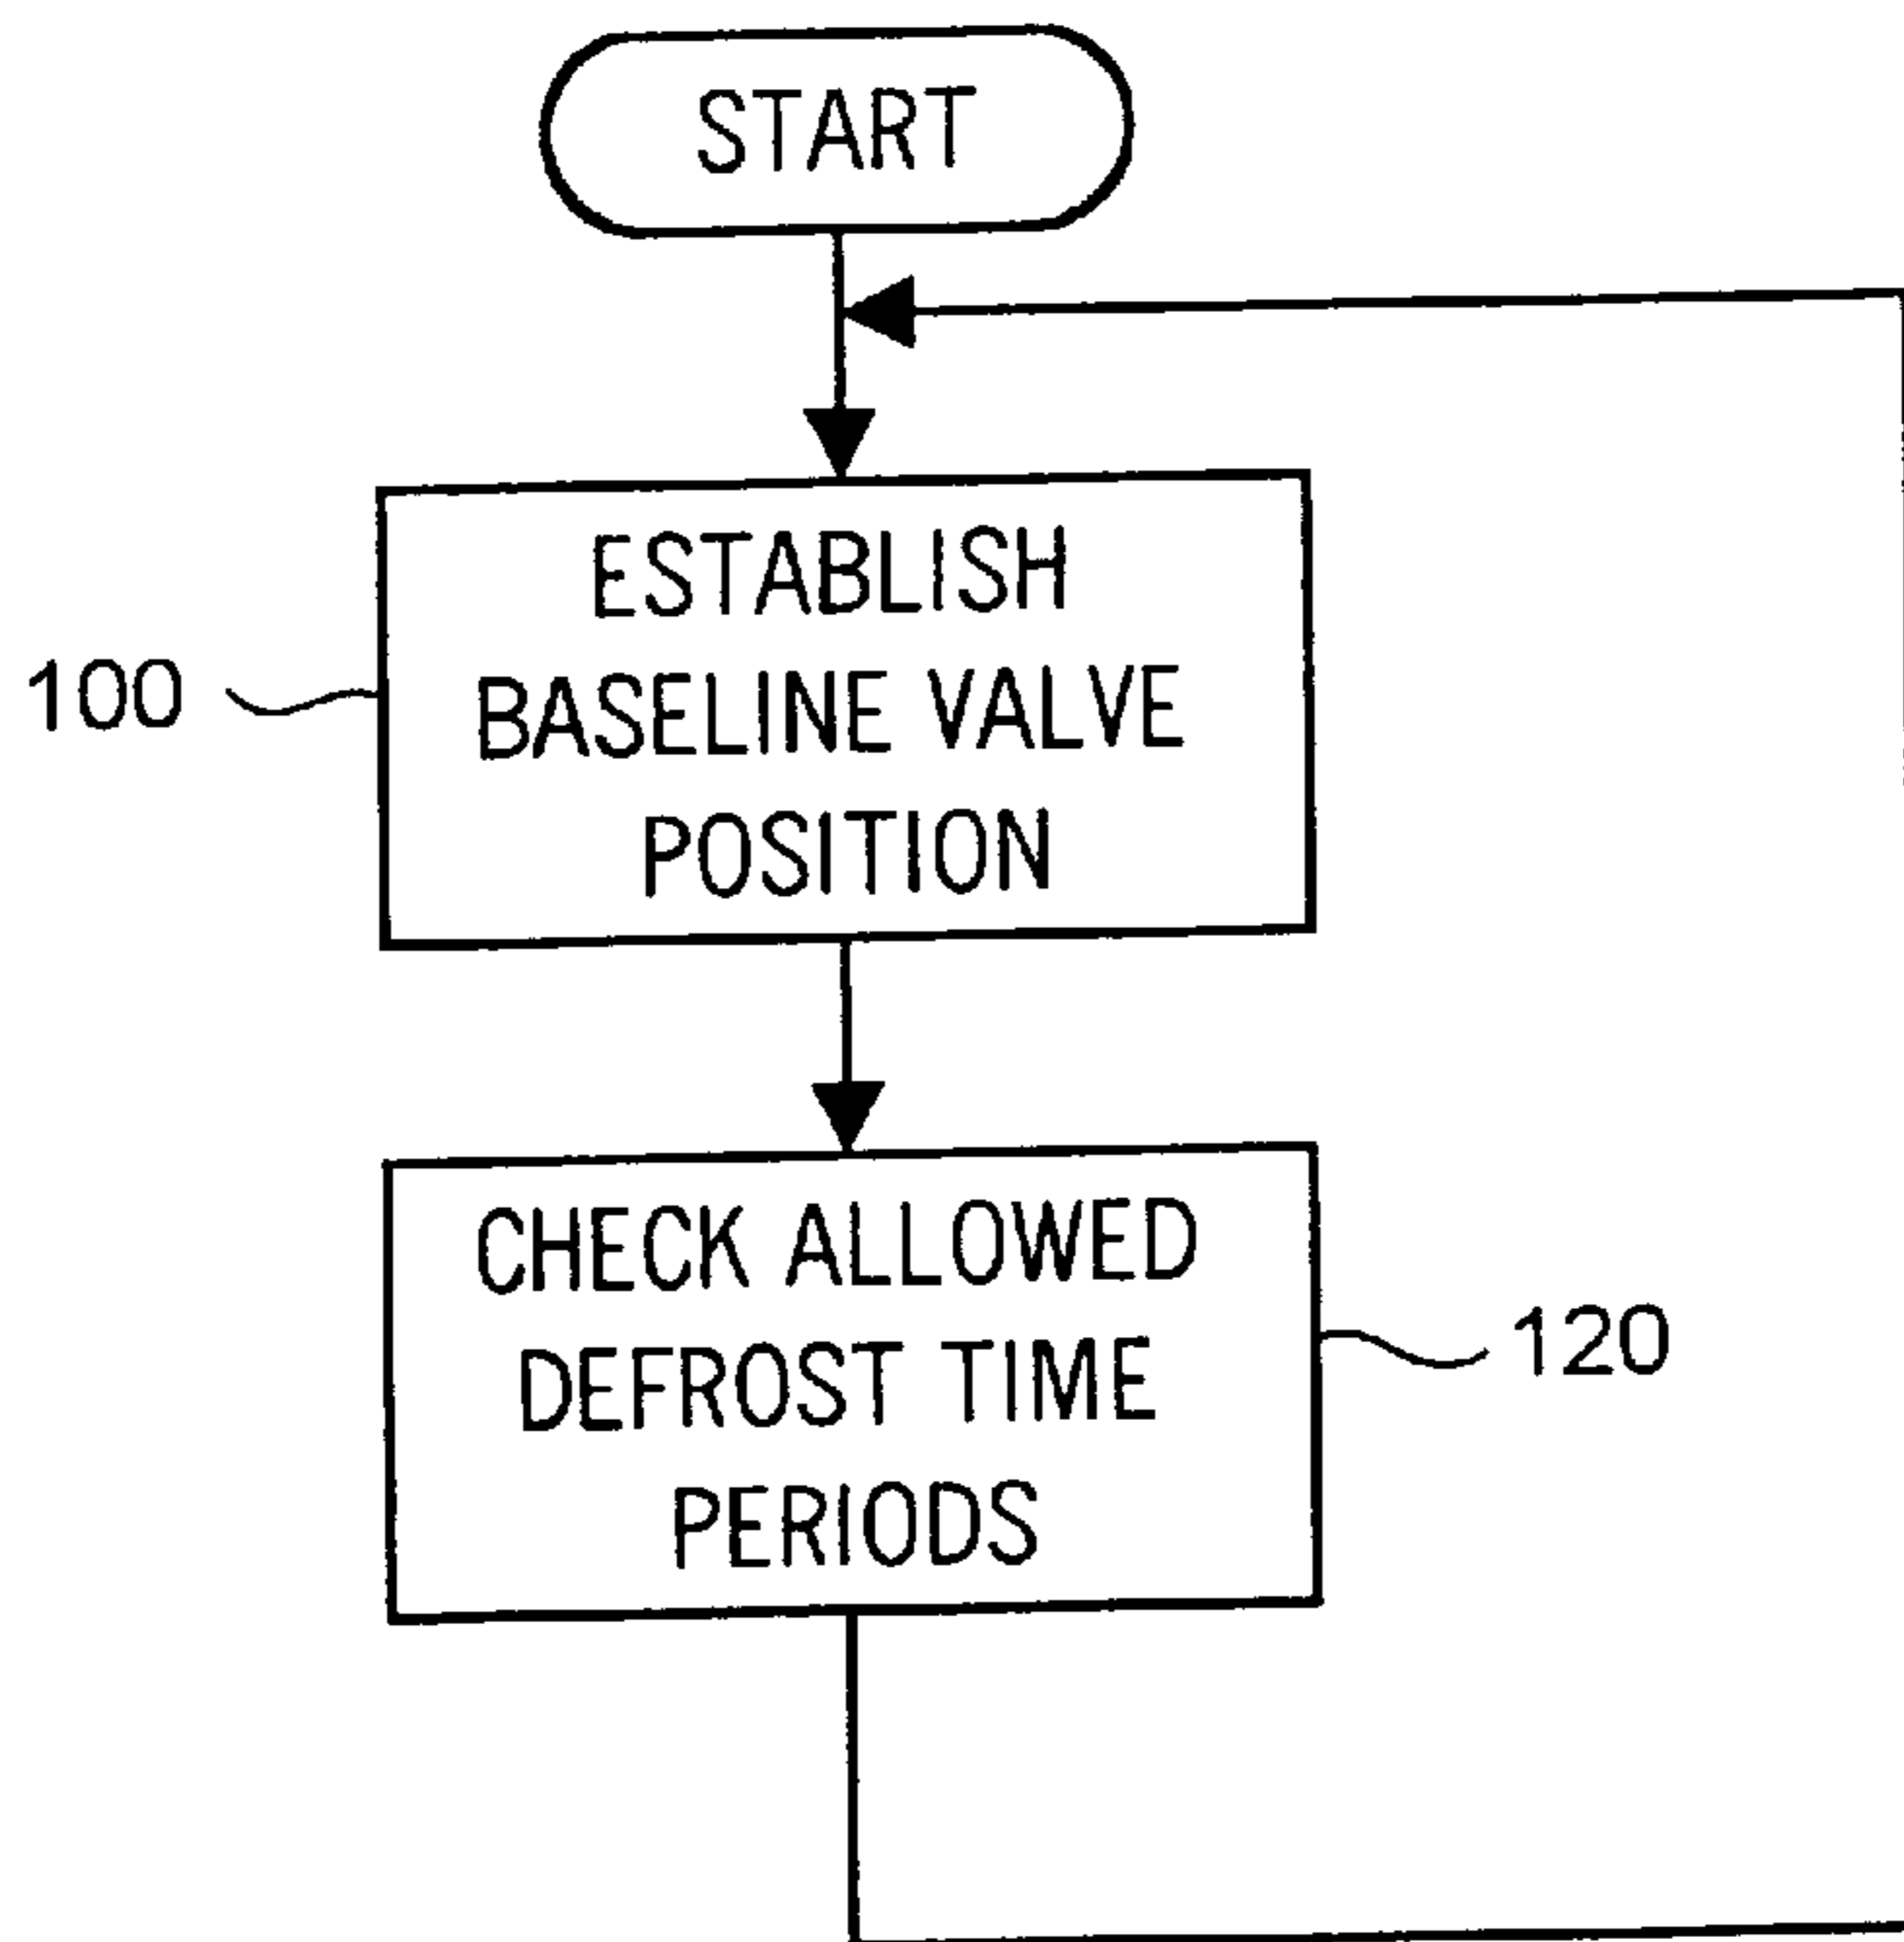 START
ESTABLISH
BASELINE VALVE
POSITION
100
CHECK ALLOWED
DEFROST TIME
PERIODS
120